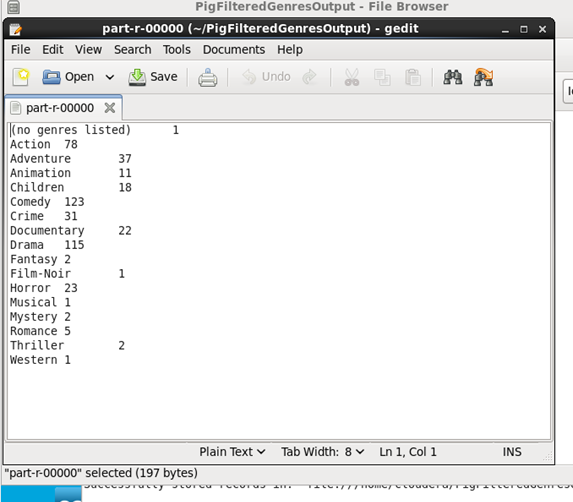 PigFilteredGenresOutput - File Browser
part-r-00000 (~/PigFilteredGenresOutput) - gedit
File Edit View Search Tools Documents Help
Open Save Undo
part-r-00000
(no genres listed) 1
Action 78
Adventure 37
Animation 11
Children 18
Comedy 123
Crime 31
Documentary 22
Drama 115
Fantasy 2
Film-Noir 1
Horror 23
Musical 1
Mystery 2
Romance 5
Thriller 2
Western 1
Plain Text Tab Width: 8 Ln 1, Col 1 INS
"part-r-00000" selected (197 bytes)